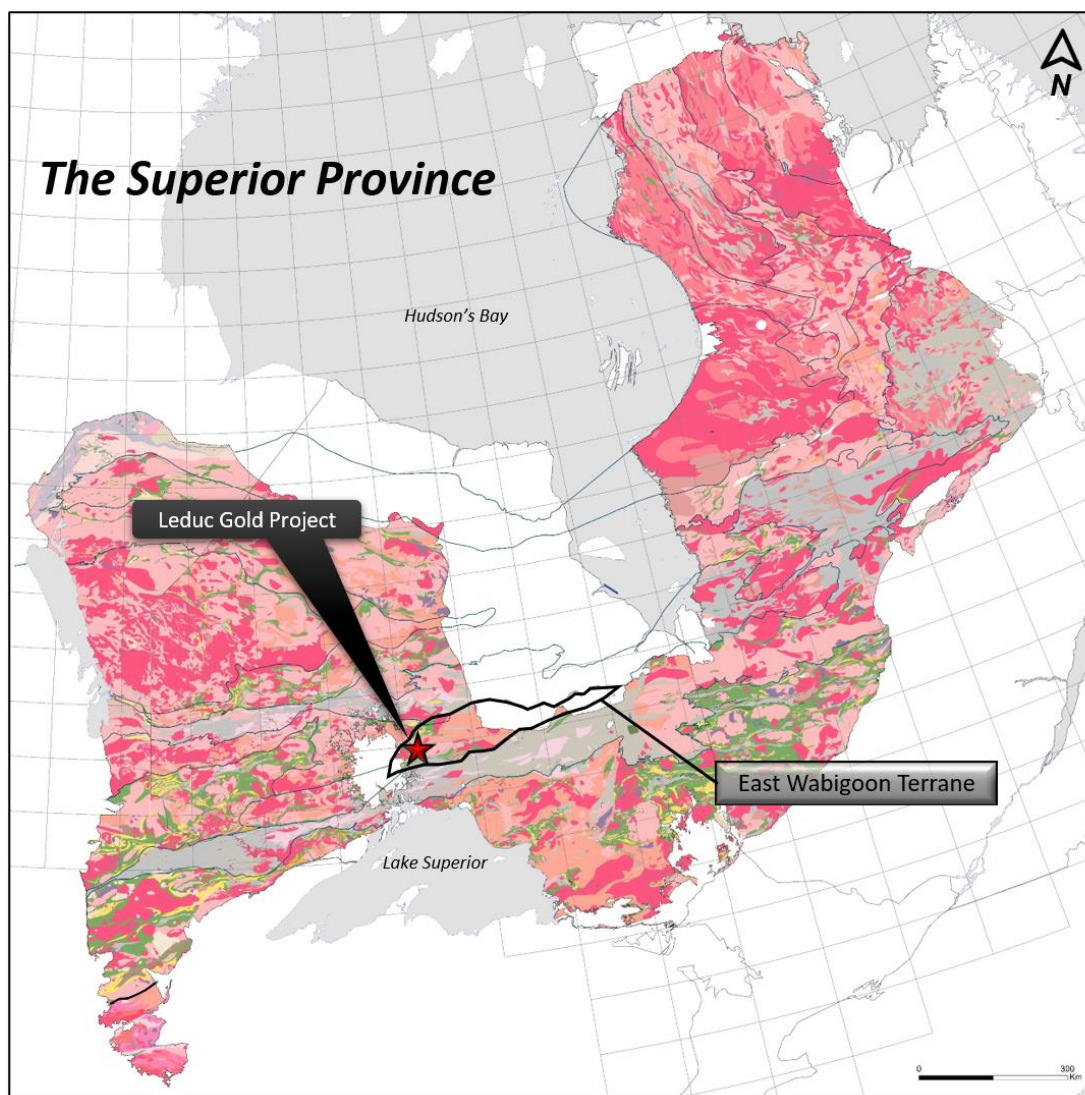 N
The Superior Province
Hudson's Bay
Leduc Gold Project
East Wabigoon Terrane
Lake Superior
0 300
Km